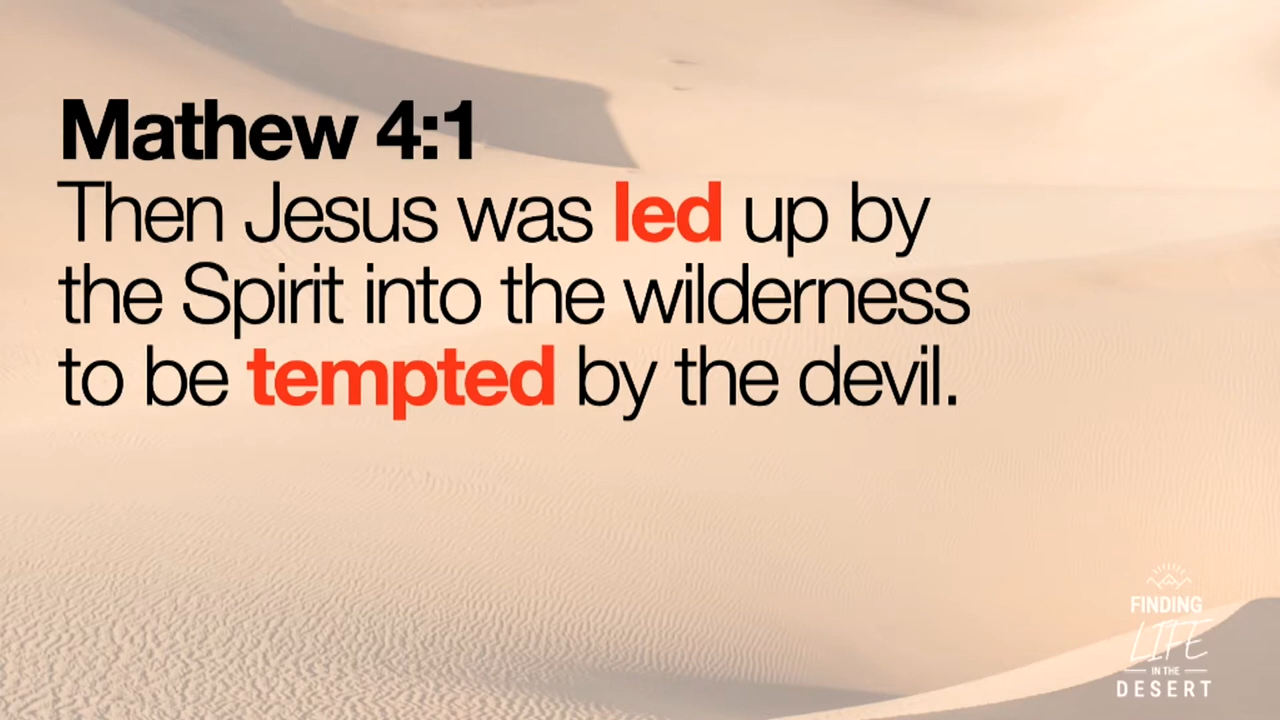 Mathew 4:1
Then Jesus was led up by
the Spirit into the wilderness
to be tempted by the devil.
FINDING
LIFE
IN THE
DESERT